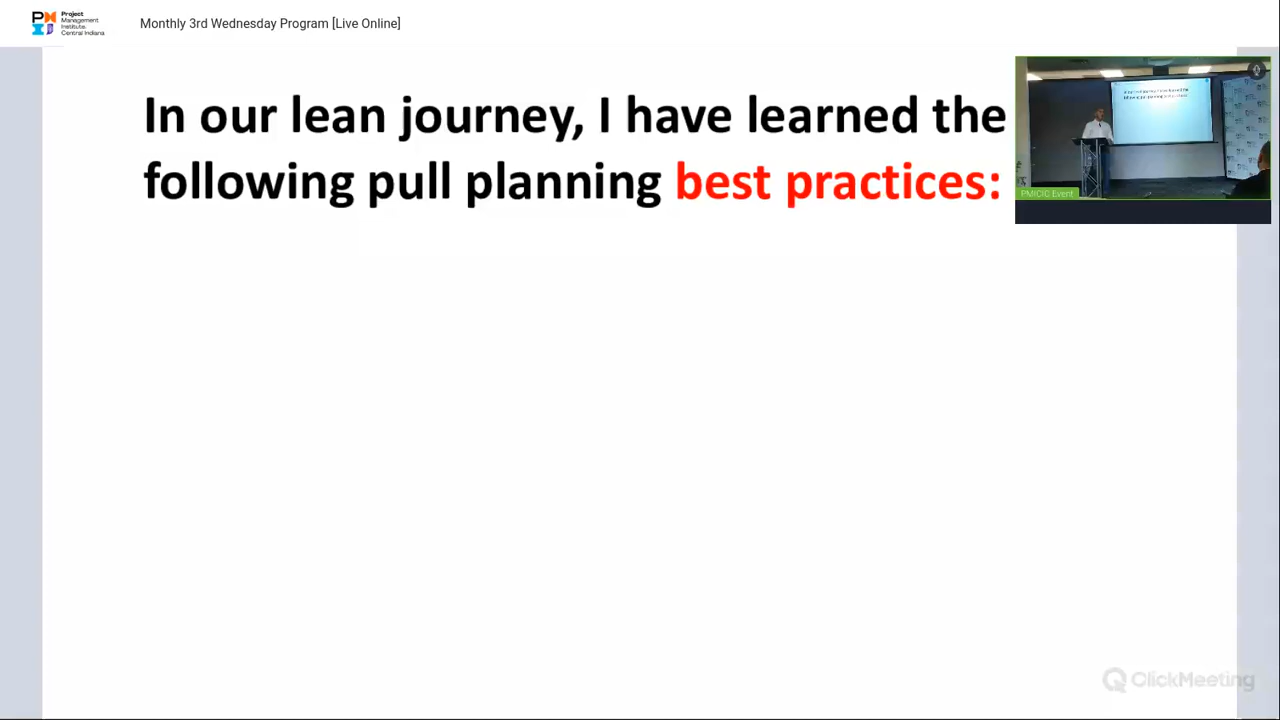 Project
Management
Institute.
Central Indiana
Monthly 3rd Wednesday Program [Live Online]
In our lean journey, I have learned the
following pull planning best practices:
PMICIC Event
ClickMeeting